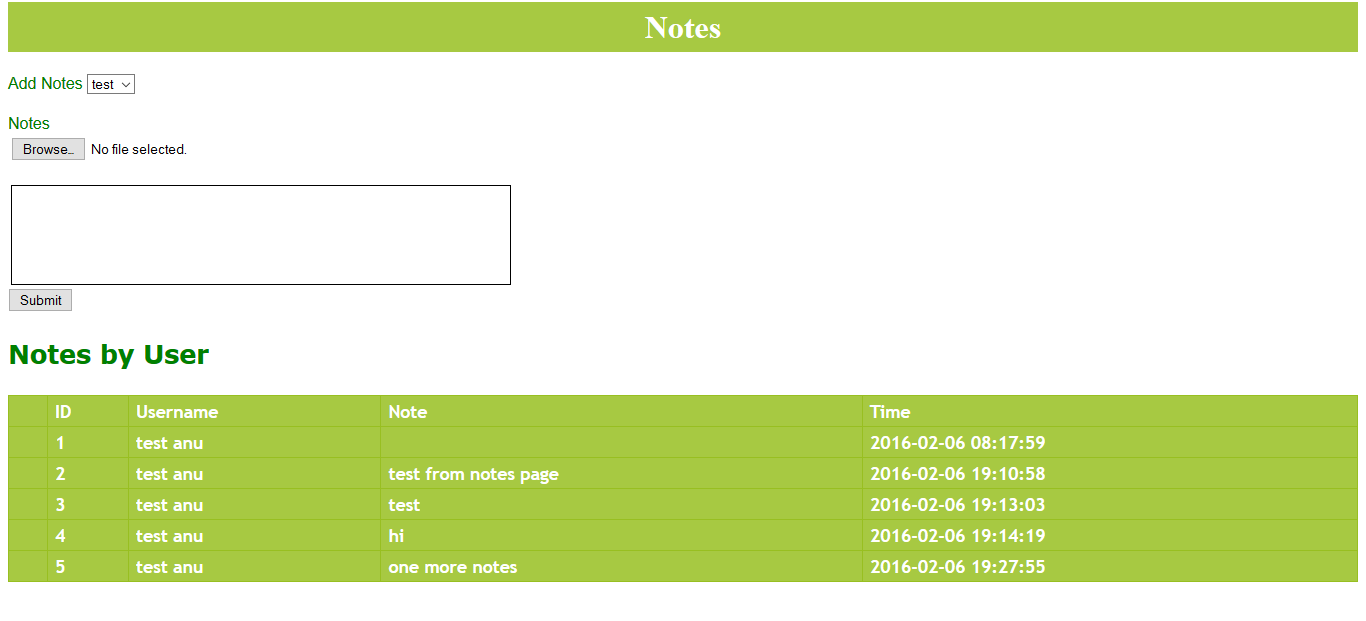 Notes
Add Notes test
Notes
Browse.. No file selected.
Submit
Notes by User
ID Username Note Time
1 test anu 2016-02-06 08:17:59
2 test anu test from notes page 2016-02-06 19:10:58
3 test anu test 2016-02-06 19:13:03
4 test anu hi 2016-02-06 19:14:19
5 test anu one more notes 2016-02-06 19:27:55